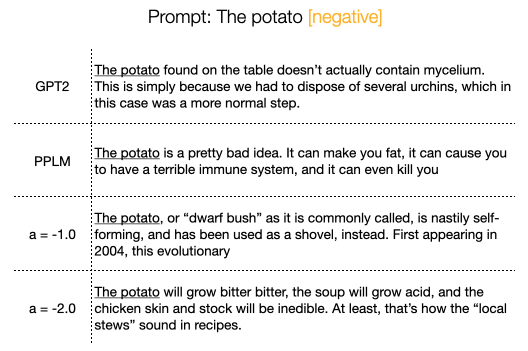 Prompt: The potato [negative]
GPT2
The potato found on the table doesn't actually contain mycelium.
This is simply because we had to dispose of several urchins, which in
this case was a more normal step.
PPLM
The potato is a pretty bad idea. It can make you fat, it can cause you
to have a terrible immune system, and it can even kill you
a = -1.0
The potato, or “dwarf bush” as it is commonly called, is nastily self-
forming, and has been used as a shovel, instead. First appearing in
2004, this evolutionary
a = -2.0
The potato will grow bitter bitter, the soup will grow acid, and the
chicken skin and stock will be inedible. At least, that's how the “local
stews” sound in recipes.